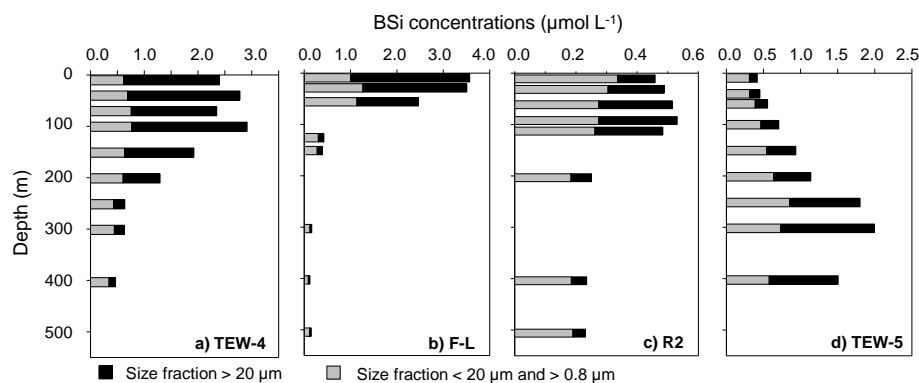 BSi concentrations (µmol L⁻¹)
0.0 1.0 2.0 3.0
0.0 1.0 2.0 3.0 4.0
0.0 0.2 0.4 0.6
0.0 0.5 1.0 1.5 2.0 2.5
Depth (m)
0
100
200
300
400
500
a) TEW-4
b) F-L
c) R2
d) TEW-5
Size fraction > 20 µm
Size fraction < 20 µm and > 0.8 µm